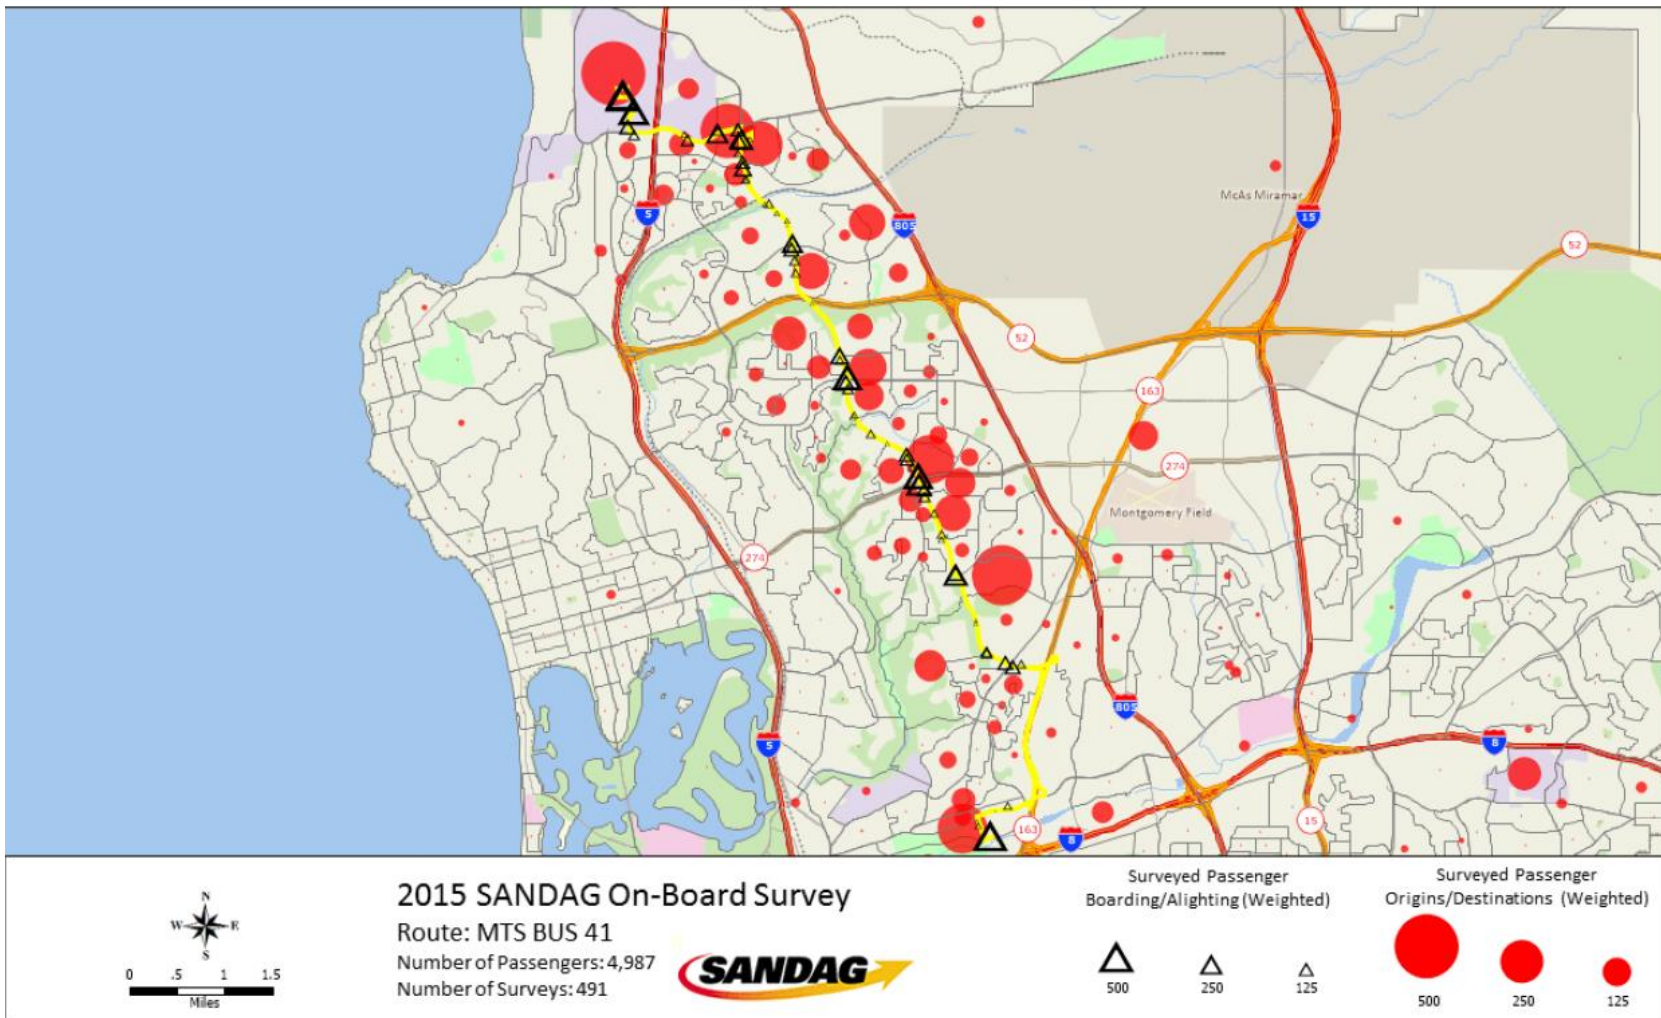 McAs Miramar
5
805
15
52
52
163
274
Montgomery Field
274
805
5
8
163
8
15
N
W E
S
0 .5 1 1.5
Miles
2015 SANDAG On-Board Survey
Route: MTS BUS 41
Number of Passengers: 4,987
Number of Surveys: 491
SANDAG
Surveyed Passenger
Boarding/Alighting (Weighted)
500 250 125
Surveyed Passenger
Origins/Destinations (Weighted)
500 250 125